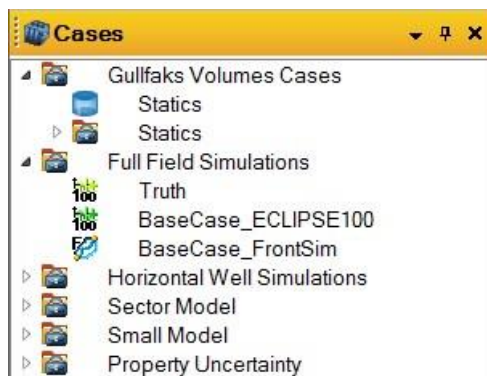 Cases
Gullfaks Volumes Cases
Statics
Statics
Full Field Simulations
Truth
BaseCase_ECLIPSE100
BaseCase_FrontSim
Horizontal Well Simulations
Sector Model
Small Model
Property Uncertainty